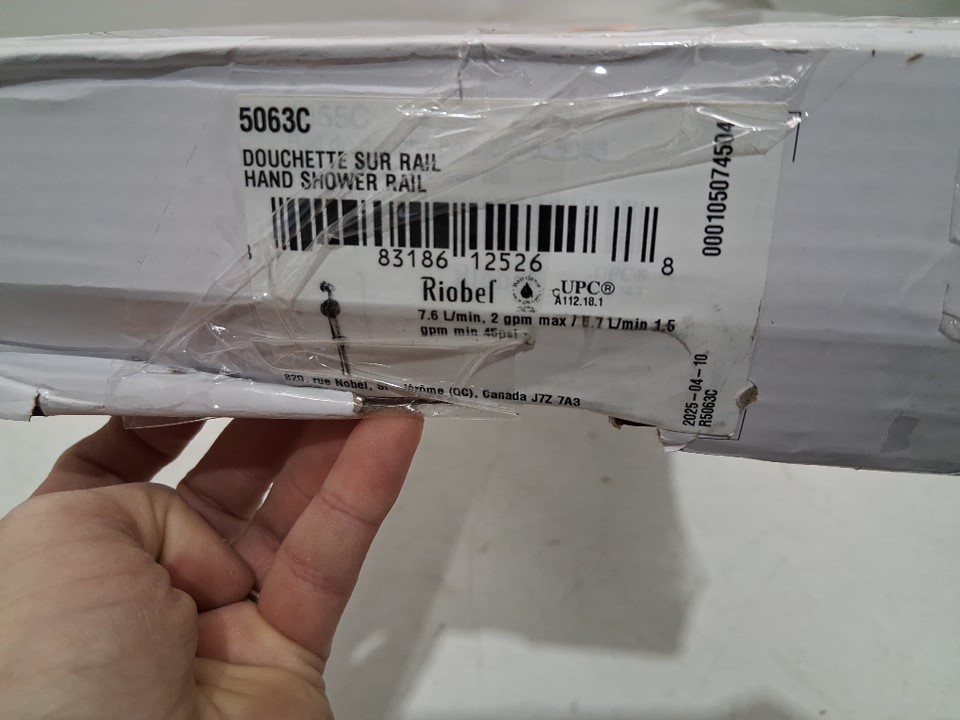 5063C
DOUCHETTE SUR RAIL
HAND SHOWER RAIL
83186 12526 8
Riobel
UPC®
A112.18.1
7.6 L/min, 2 gpm max / 5.7 L/min 1.5
gpm min 45psi
820, rue Nobel, St-Jérôme (QC), Canada J7Z 7A3
000105074504
2025-04-10
R5063C